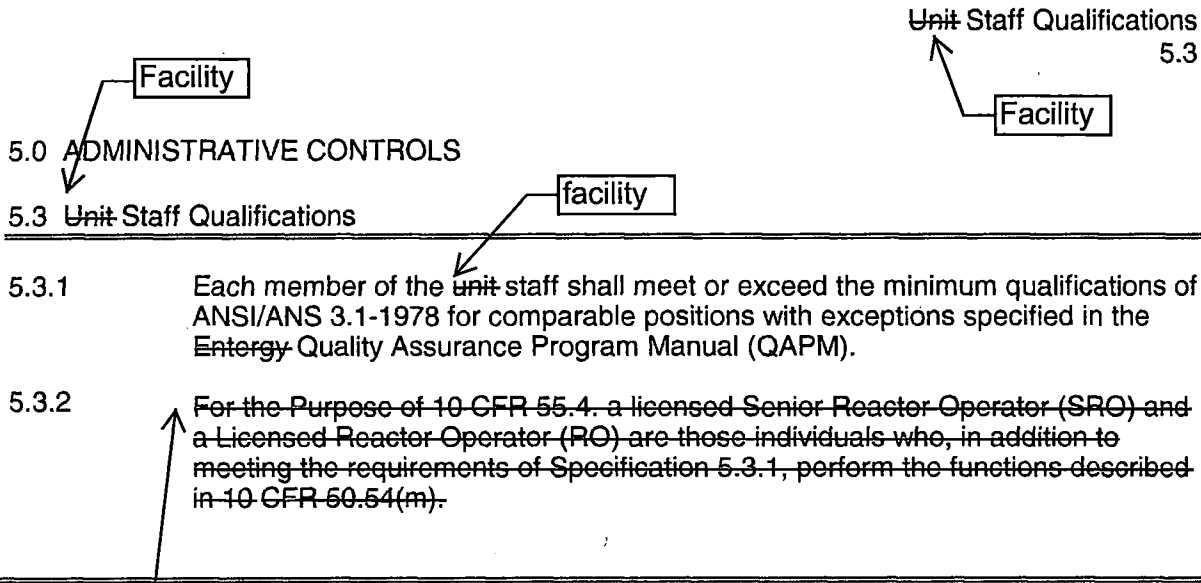 Unit Staff Qualifications
5.3
Facility
Facility
5.0 ADMINISTRATIVE CONTROLS
facility
5.3 Unit Staff Qualifications
5.3.1 Each member of the unit staff shall meet or exceed the minimum qualifications of
ANSI/ANS 3.1-1978 for comparable positions with exceptions specified in the
Entergy Quality Assurance Program Manual (QAPM).
5.3.2 For the Purpose of 10 CFR 55.4. a licensed Senior Reactor Operator (SRO) and
a Licensed Reactor Operator (RO) are those individuals who, in addition to
meeting the requirements of Specification 5.3.1, perform the functions described
in 10 CFR 50.54(m).